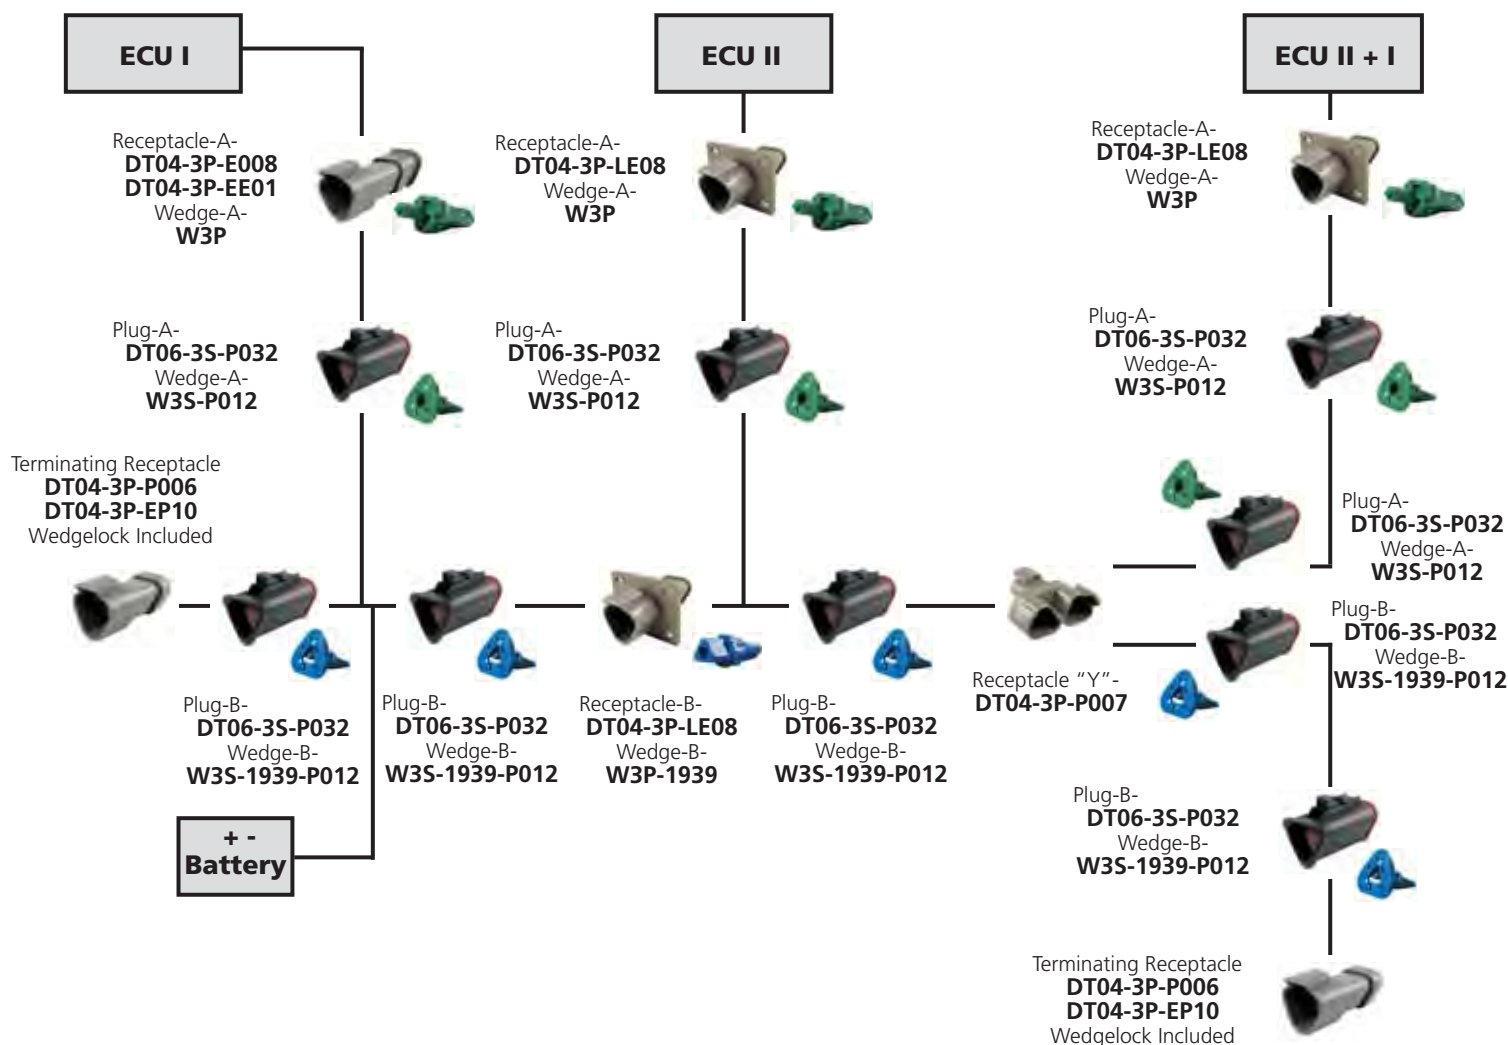 ECU I
ECU II
ECU II + I
Receptacle-A-
DT04-3P-E008
DT04-3P-EE01
Wedge-A-
W3P
Receptacle-A-
DT04-3P-LE08
Wedge-A-
W3P
Receptacle-A-
DT04-3P-LE08
Wedge-A-
W3P
Plug-A-
DT06-3S-P032
Wedge-A-
W3S-P012
Plug-A-
DT06-3S-P032
Wedge-A-
W3S-P012
Plug-A-
DT06-3S-P032
Wedge-A-
W3S-P012
Terminating Receptacle
DT04-3P-P006
DT04-3P-EP10
Wedgelock Included
Plug-A-
DT06-3S-P032
Wedge-A-
W3S-P012
Plug-B-
DT06-3S-P032
Wedge-B-
W3S-1939-P012
Plug-B-
DT06-3S-P032
Wedge-B-
W3S-1939-P012
Plug-B-
DT06-3S-P032
Wedge-B-
W3S-1939-P012
Receptacle-B-
DT04-3P-LE08
Wedge-B-
W3P-1939
Plug-B-
DT06-3S-P032
Wedge-B-
W3S-1939-P012
Receptacle "Y"-
DT04-3P-P007
+ -
Battery
Plug-B-
DT06-3S-P032
Wedge-B-
W3S-1939-P012
Terminating Receptacle
DT04-3P-P006
DT04-3P-EP10
Wedgelock Included